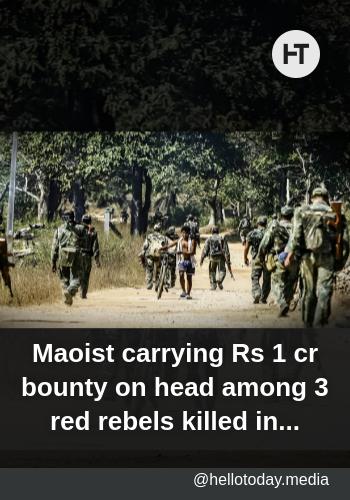 HT
Maoist carrying Rs 1 cr
bounty on head among 3
red rebels killed in...
@hellotoday.media